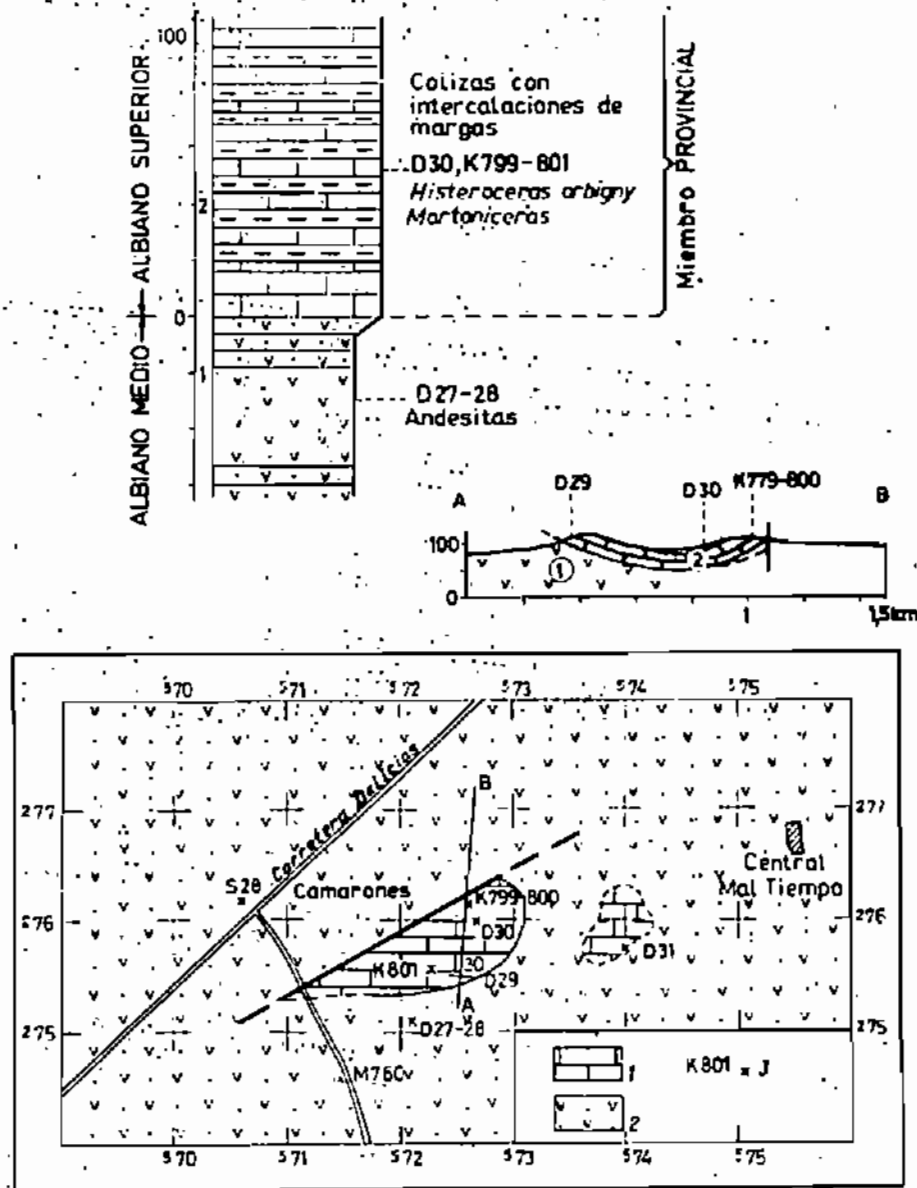 100
ALBIANO MEDIO
ALBIANO SUPERIOR
2
0
1
Calizas con
intercalaciones de
margas
D30, K799-801
Histeroceras orbigny
Mortoniceras
Miembro PROVINCIAL
D27-28
Andesitas
A
D29
D30
K779-800
B
100
0
1
2
1
1,5km
570
571
572
573
574
575
277
277
276
276
275
275
Carretera Delicias
S28
Camarones
B
K799-800
D30
K801
30
D29
A
D27-28
M760
D31
Central
Mal Tiempo
1
K801 x J
2
570
571
572
573
574
575